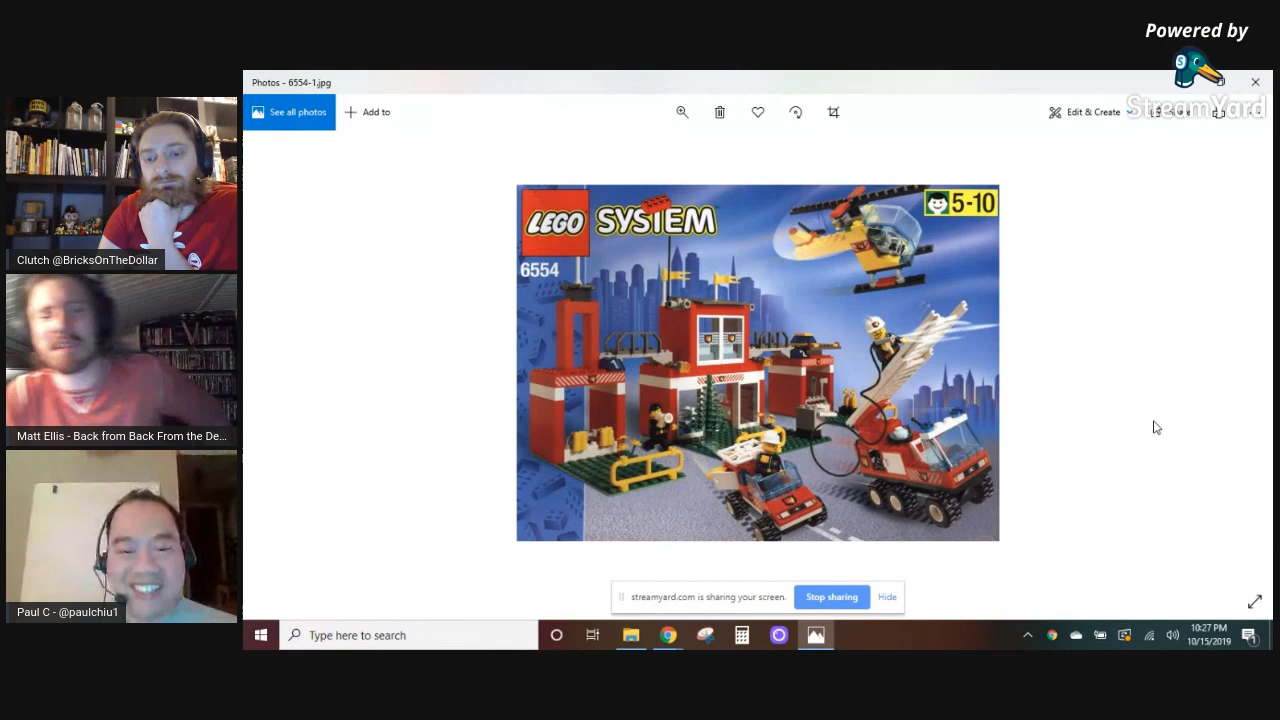 Powered by
StreamYard
Photos - 6554-1.jpg
See all photos
Add to
Edit & Create
LEGO SYSTEM
5-10
6554
Clutch @BricksOnTheDollar
Matt Ellis - Back from Back From the De...
Paul C - @paulchiu1
streamyard.com is sharing your screen.
Stop sharing
Hide
Type here to search
10:27 PM
10/15/2019